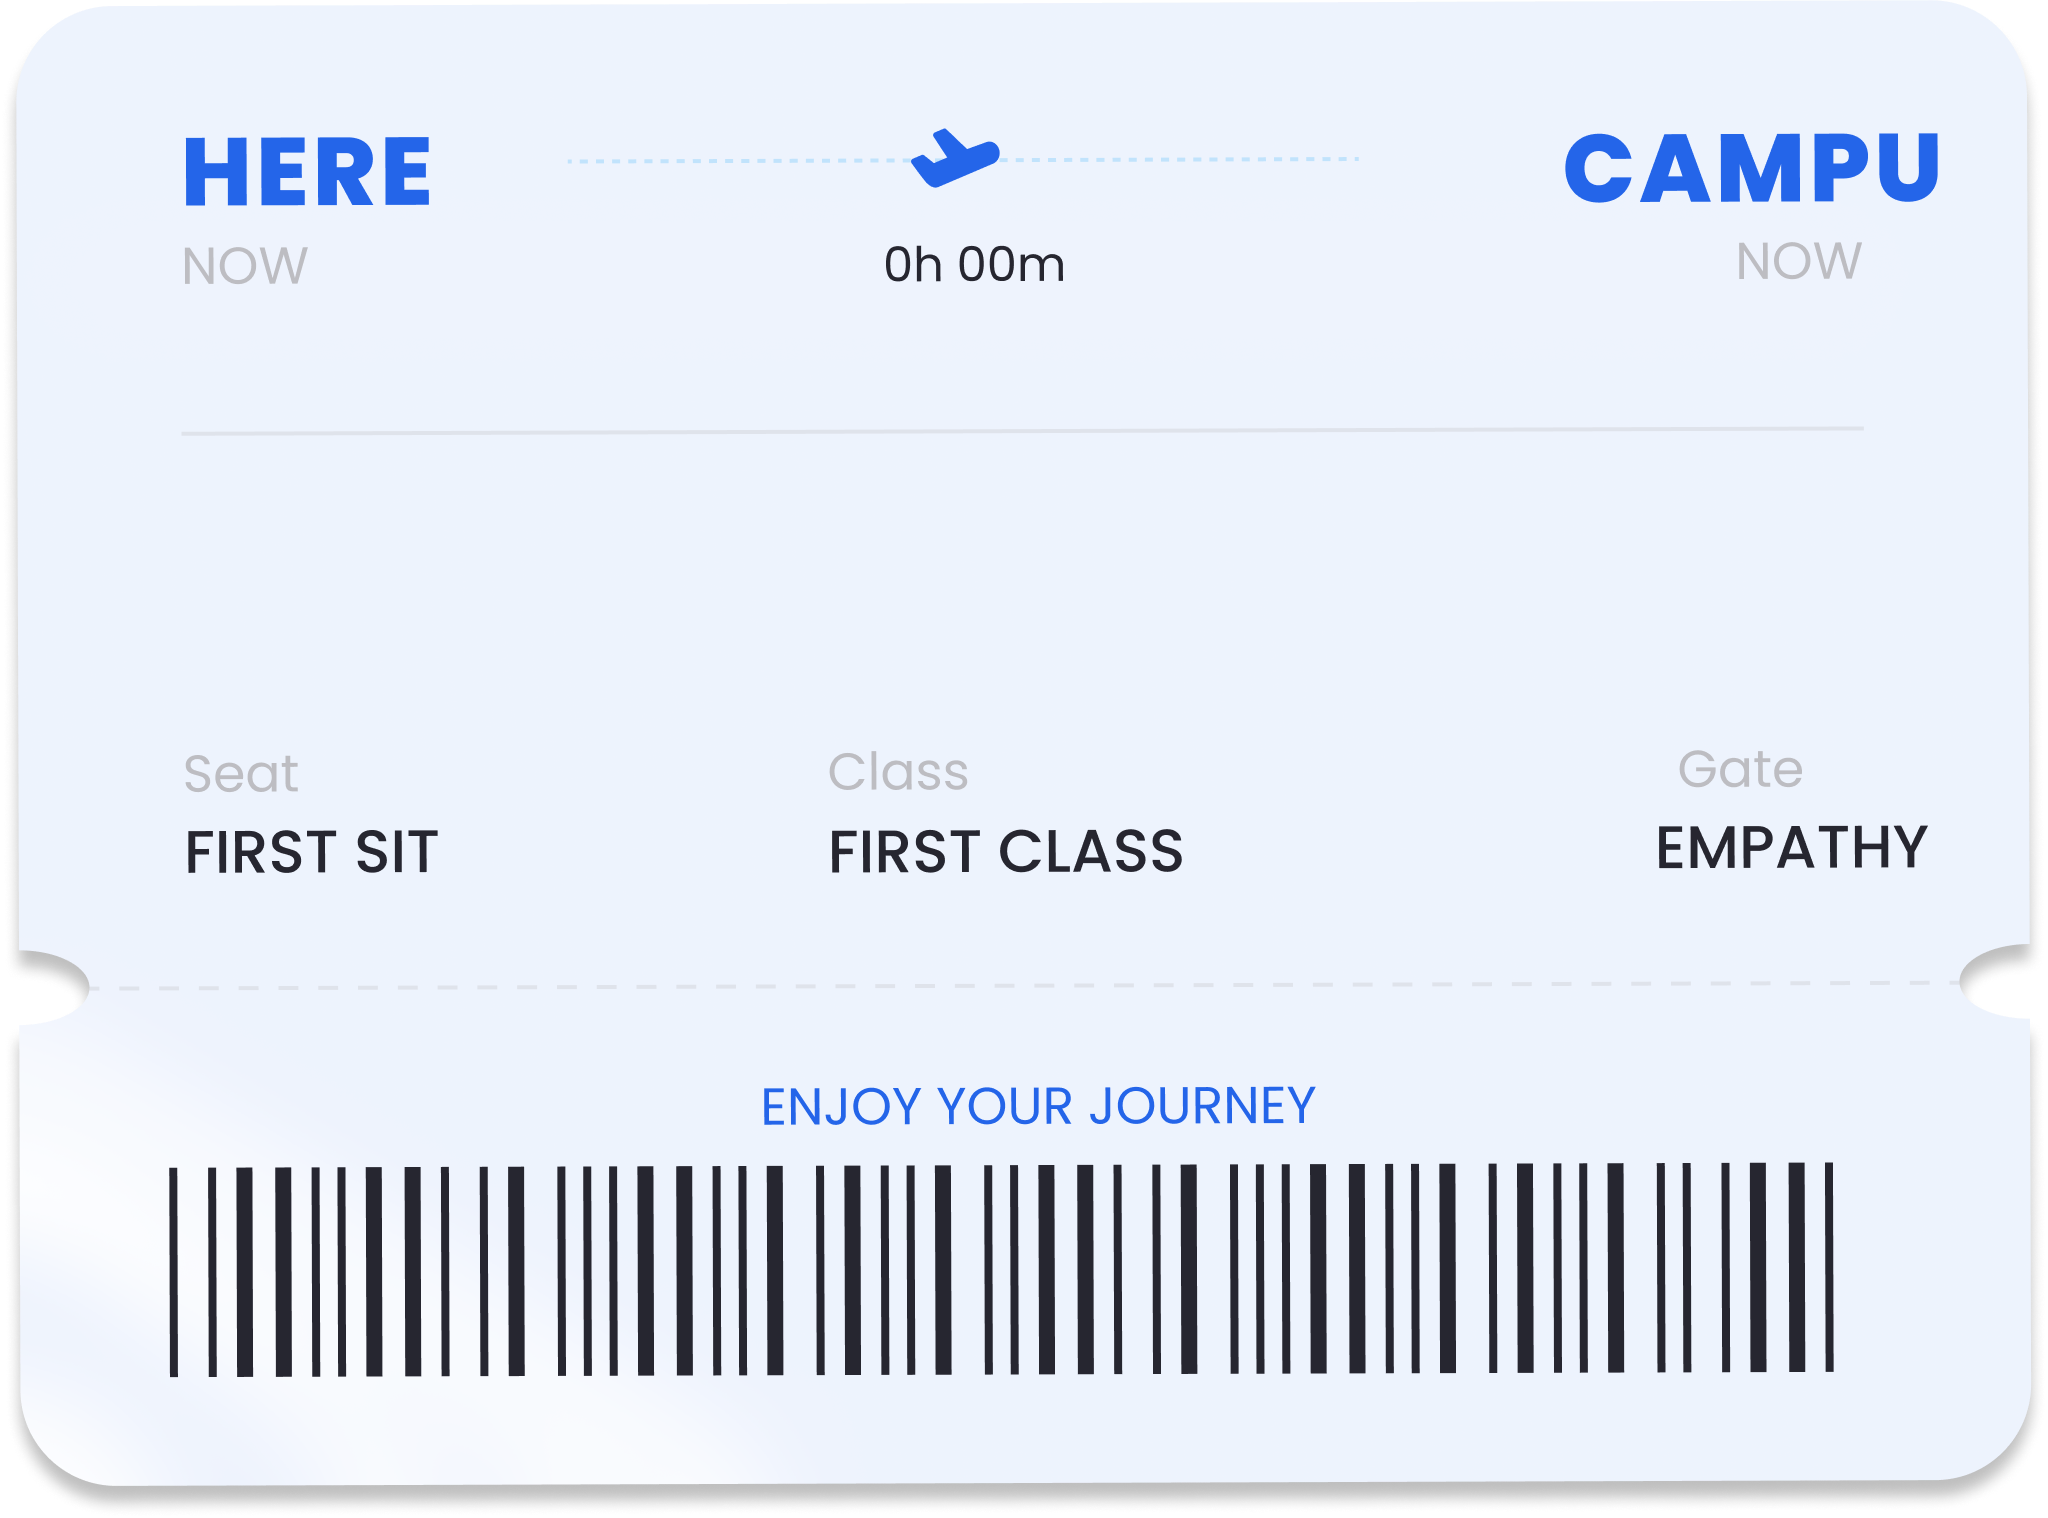 HERE CAMPU
NOW 0h 00m NOW
Seat Class Gate
FIRST SIT FIRST CLASS EMPATHY
ENJOY YOUR JOURNEY